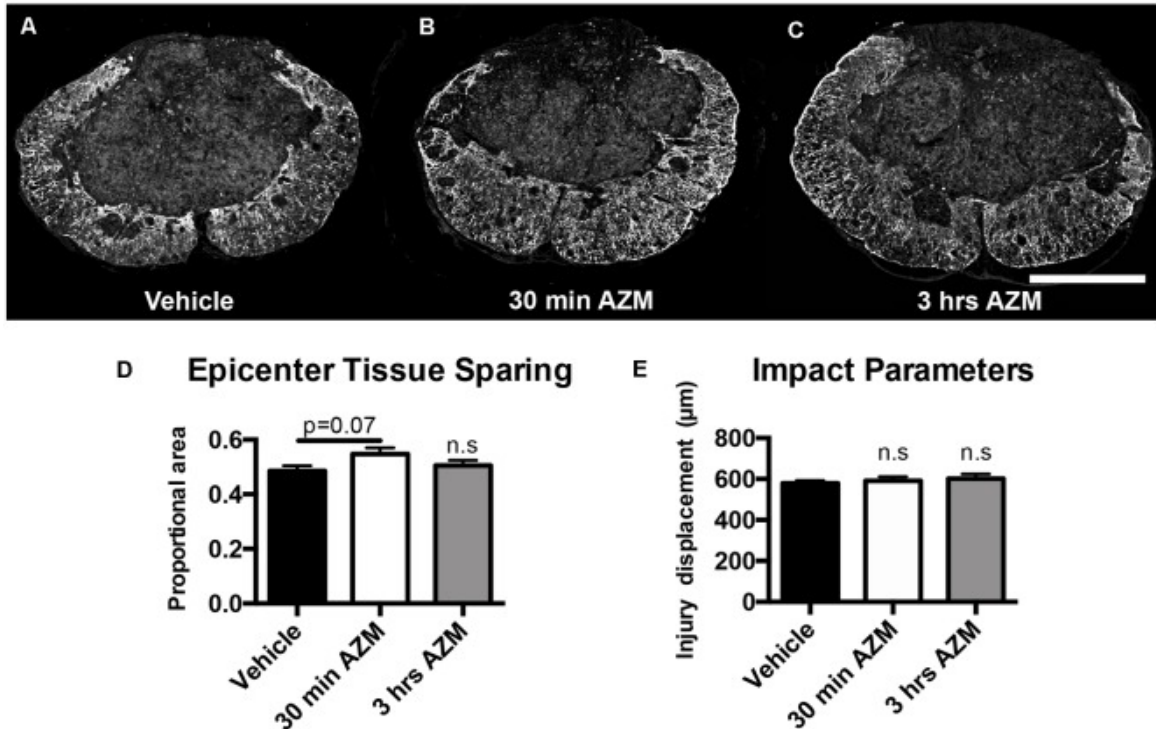 A
B
C
Vehicle
30 min AZM
3 hrs AZM
D Epicenter Tissue Sparing
Proportional area
0.6
0.4
0.2
0.0
p=0.07
n.s
Vehicle
30 min AZM
3 hrs AZM
E Impact Parameters
Injury displacement (µm)
800
600
400
200
0
n.s
n.s
Vehicle
30 min AZM
3 hrs AZM